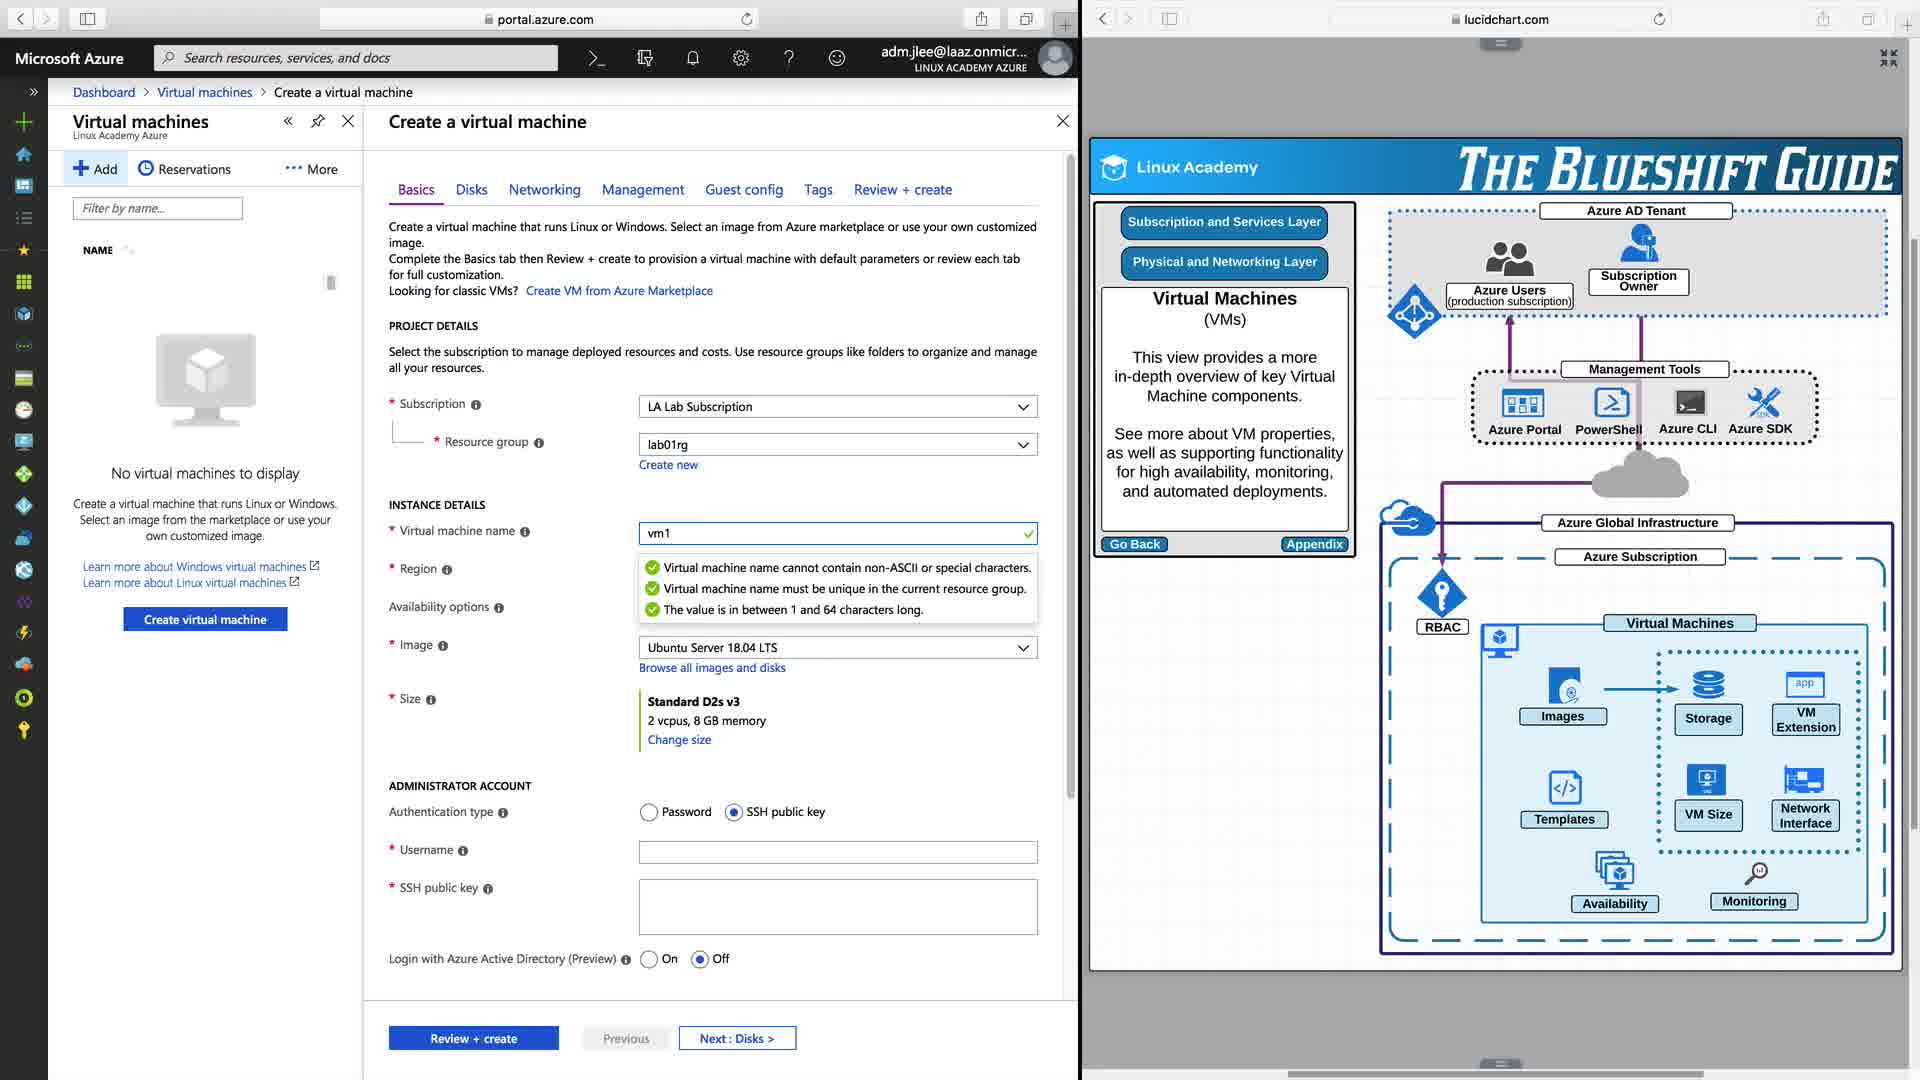 portal.azure.com
Microsoft Azure
Search resources, services, and docs
adm.jlee@laaz.onmicr...
LINUX ACADEMY AZURE
Dashboard > Virtual machines > Create a virtual machine
Virtual machines
Linux Academy Azure
Add
Reservations
More
Filter by name...
NAME
No virtual machines to display
Create a virtual machine that runs Linux or Windows.
Select an image from the marketplace or use your
own customized image.
Learn more about Windows virtual machines
Learn more about Linux virtual machines
Create virtual machine
Create a virtual machine
Basics Disks Networking Management Guest config Tags Review + create
Create a virtual machine that runs Linux or Windows. Select an image from Azure marketplace or use your own customized
image.
Complete the Basics tab then Review + create to provision a virtual machine with default parameters or review each tab
for full customization.
Looking for classic VMs? Create VM from Azure Marketplace
PROJECT DETAILS
Select the subscription to manage deployed resources and costs. Use resource groups like folders to organize and manage
all your resources.
* Subscription
LA Lab Subscription
* Resource group
lab01rg
Create new
INSTANCE DETAILS
* Virtual machine name
vm1
* Region
Virtual machine name cannot contain non-ASCII or special characters.
Virtual machine name must be unique in the current resource group.
The value is in between 1 and 64 characters long.
Availability options
* Image
Ubuntu Server 18.04 LTS
Browse all images and disks
* Size
Standard D2s v3
2 vcpus, 8 GB memory
Change size
ADMINISTRATOR ACCOUNT
Authentication type
Password SSH public key
* Username
* SSH public key
Login with Azure Active Directory (Preview)
On Off
Review + create
Previous
Next : Disks >
lucidchart.com
Linux Academy
THE BLUESHIFT GUIDE
Subscription and Services Layer
Physical and Networking Layer
Virtual Machines
(VMs)
This view provides a more
in-depth overview of key Virtual
Machine components.
See more about VM properties,
as well as supporting functionality
for high availability, monitoring,
and automated deployments.
Go Back
Appendix
Azure AD Tenant
Azure Users
(production subscription)
Subscription
Owner
Management Tools
Azure Portal
PowerShell
Azure CLI
Azure SDK
Azure Global Infrastructure
Azure Subscription
RBAC
Virtual Machines
Images
Storage
app
VM
Extension
Templates
VM Size
Network
Interface
Availability
Monitoring